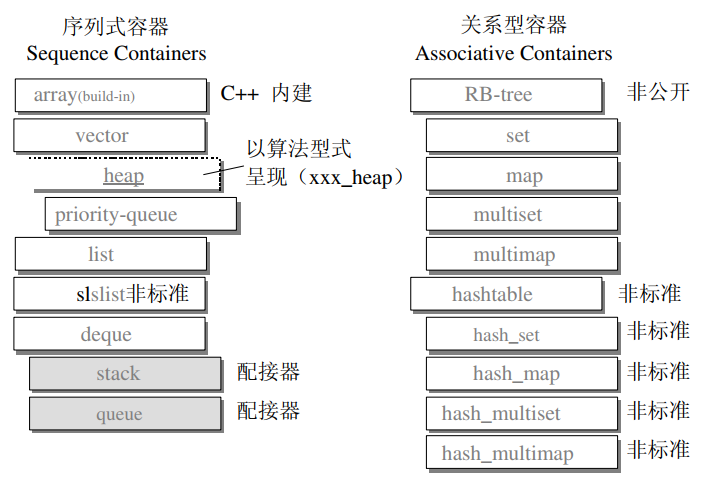 序列式容器
Sequence Containers
array(build-in)
C++ 内建
vector
heap
以算法型式
呈现（xxx_heap）
priority-queue
list
slslist非标准
deque
stack
配接器
queue
配接器
关系型容器
Associative Containers
RB-tree
非公开
set
map
multiset
multimap
hashtable
非标准
hash_set
非标准
hash_map
非标准
hash_multiset
非标准
hash_multimap
非标准